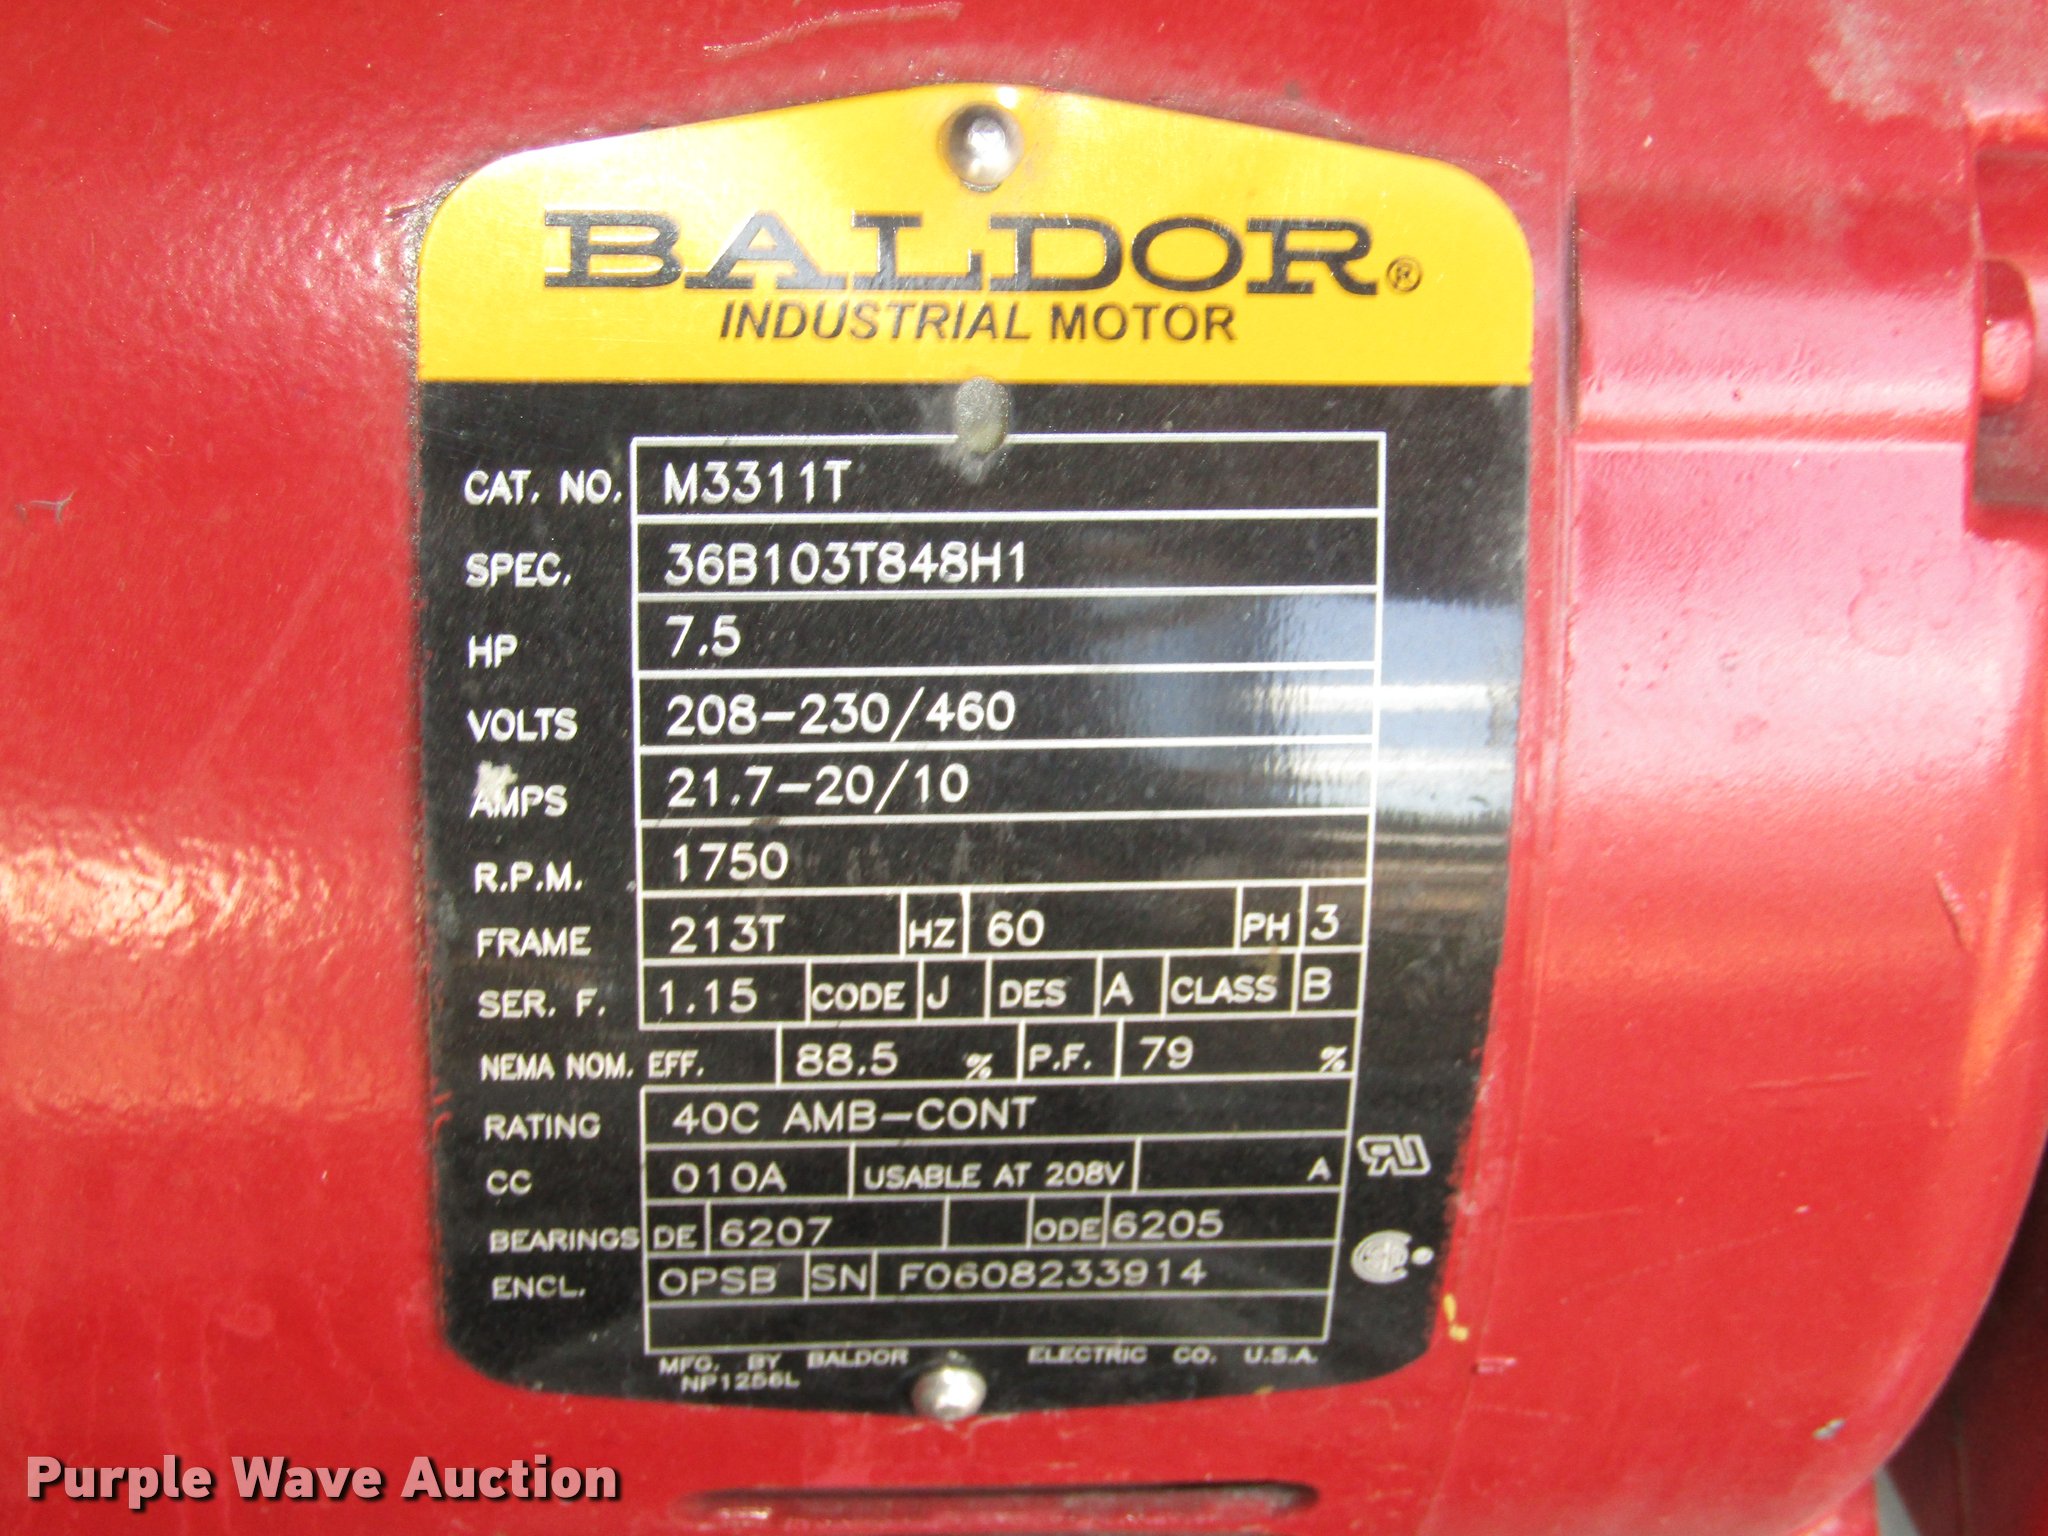 BALDOR®
INDUSTRIAL MOTOR
CAT. NO. M3311T
SPEC. 36B103T848H1
HP 7.5
VOLTS 208-230/460
AMPS 21.7-20/10
R.P.M. 1750
FRAME 213T HZ 60 PH 3
SER. F. 1.15 CODE J DES A CLASS B
NEMA NOM. EFF. 88.5 % P.F. 79 %
RATING 40C AMB-CONT
CC 010A USABLE AT 208V A
BEARINGS DE 6207 ODE 6205
ENCL. OPSB SN F0608233914
MFG. BY BALDOR ELECTRIC CO. U.S.A.
NP1256L
Purple Wave Auction